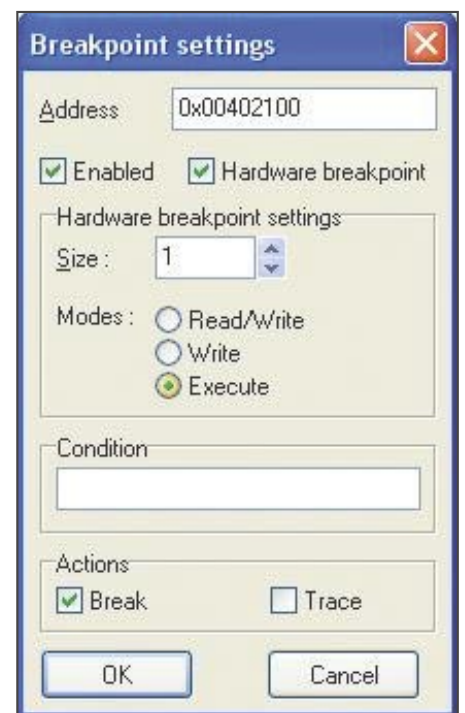 Breakpoint settings
Address 0x00402100
Enabled Hardware breakpoint
Hardware breakpoint settings
Size : 1
Modes : Read/Write
Write
Execute
Condition
Actions
Break Trace
OK Cancel